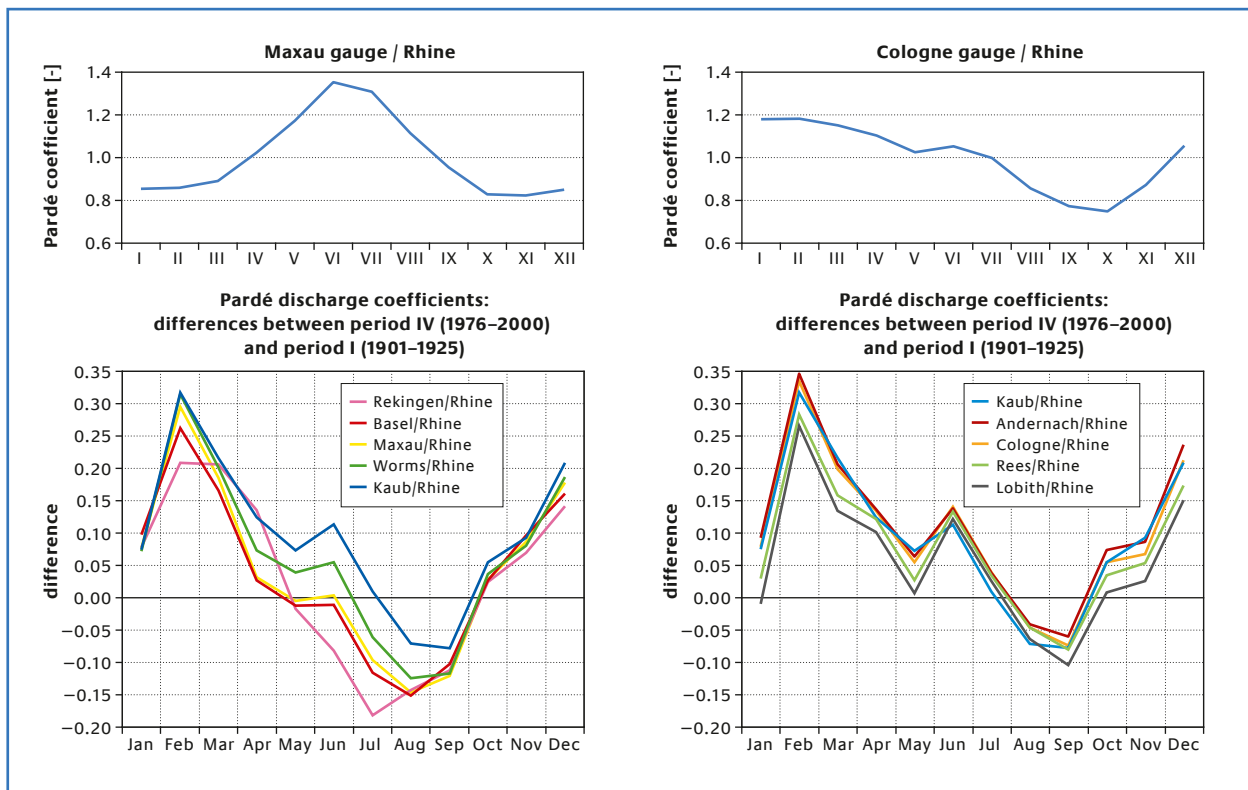 Maxau gauge / Rhine
Pardé coefficient [-]
1.4
1.2
1.0
0.8
0.6
I II III IV V VI VII VIII IX X XI XII
Cologne gauge / Rhine
Pardé coefficient [-]
1.4
1.2
1.0
0.8
0.6
I II III IV V VI VII VIII IX X XI XII
Pardé discharge coefficients:
differences between period IV (1976–2000)
and period I (1901–1925)
difference
0.35
0.30
0.25
0.20
0.15
0.10
0.05
0.00
−0.05
−0.10
−0.15
−0.20
Rekingen/Rhine
Basel/Rhine
Maxau/Rhine
Worms/Rhine
Kaub/Rhine
Jan Feb Mar Apr May Jun Jul Aug Sep Oct Nov Dec
Pardé discharge coefficients:
differences between period IV (1976–2000)
and period I (1901–1925)
difference
0.35
0.30
0.25
0.20
0.15
0.10
0.05
0.00
−0.05
−0.10
−0.15
−0.20
Kaub/Rhine
Andernach/Rhine
Cologne/Rhine
Rees/Rhine
Lobith/Rhine
Jan Feb Mar Apr May Jun Jul Aug Sep Oct Nov Dec